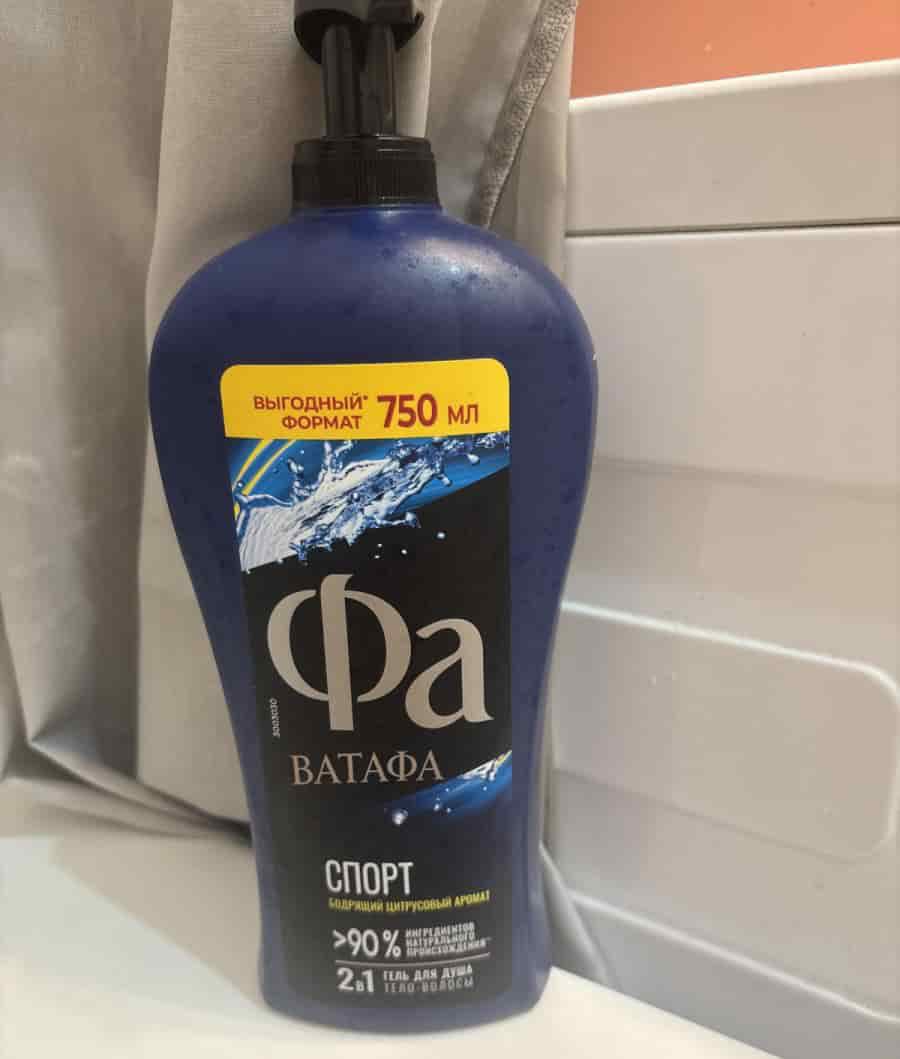 ВЫГОДНЫЙ* 750 МЛ
ФОРМАТ
Фа
3003030
ВАТАФА
СПОРТ
БОДРЯЩИЙ ЦИТРУСОВЫЙ АРОМАТ
>90% ИНГРЕДИЕНТОВ
НАТУРАЛЬНОГО
ПРОИСХОЖДЕНИЯ**
2в1 ГЕЛЬ ДЛЯ ДУША
ТЕЛО·ВОЛОСЫ